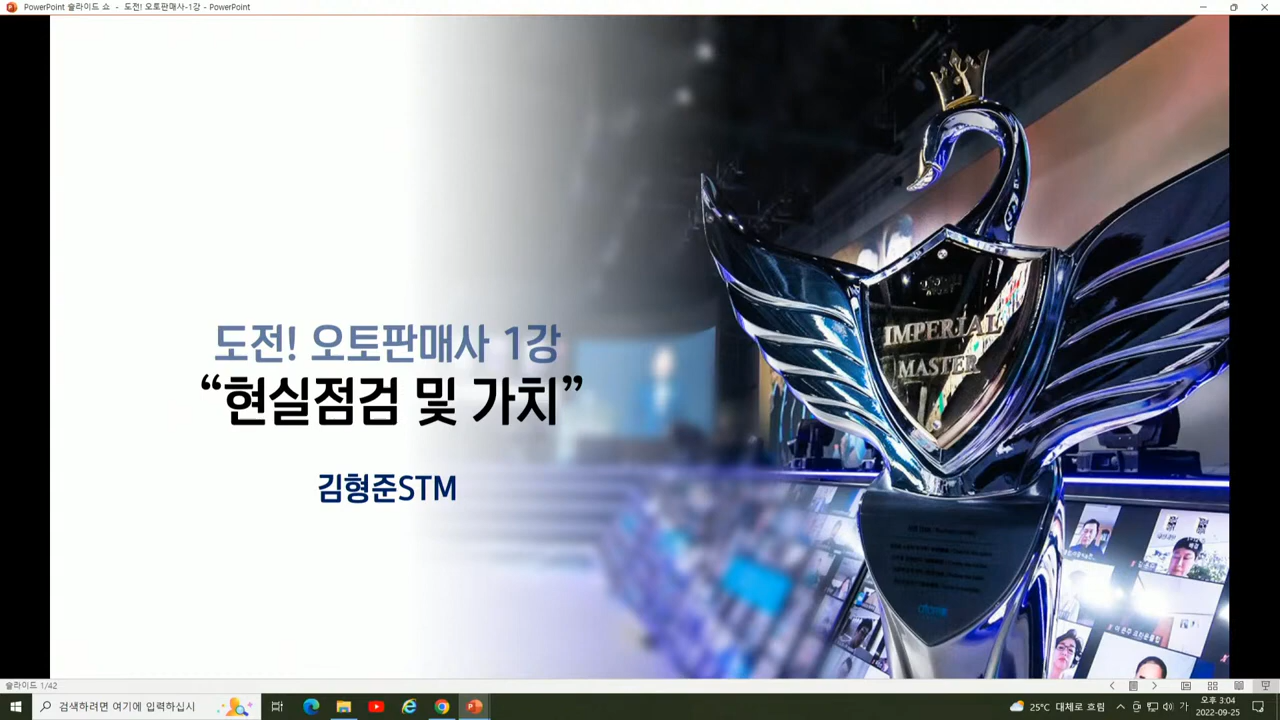 PowerPoint 슬라이드 쇼 - 도전! 오토판매사-1강 - PowerPoint
IMPERIAL
MASTER
도전! 오토판매사 1강
“현실점검 및 가치”
김형준STM
슬라이드 1/42
검색하려면 여기에 입력하십시
25°C 대체로 흐림
가
오후 3:04
2022-09-25